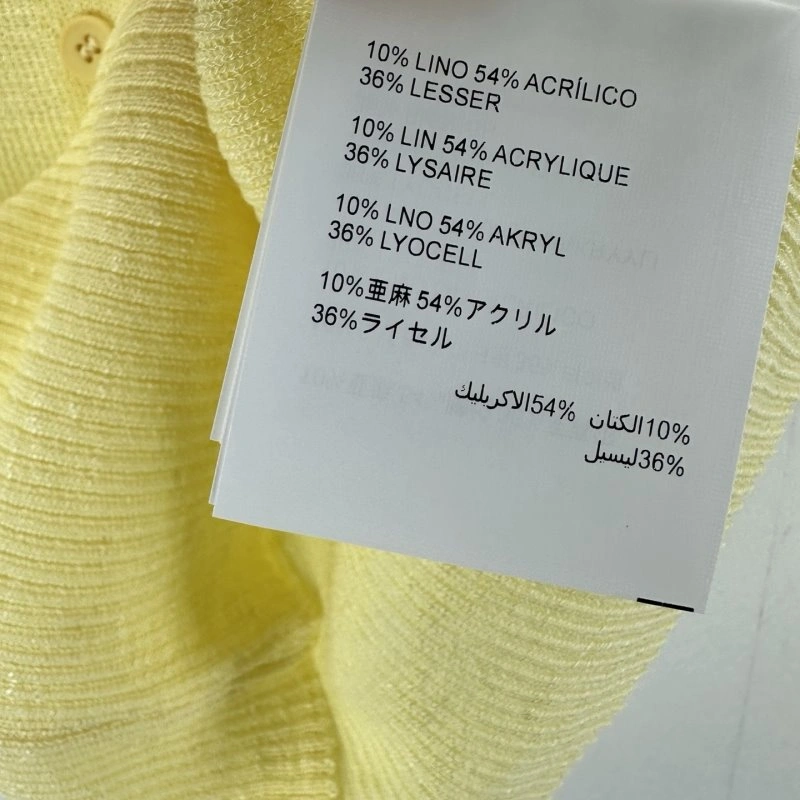 10% LINO 54% ACRÍLICO
36% LESSER
10% LIN 54% ACRYLIQUE
36% LYSAIRE
10% LNO 54% AKRYL
36% LYOCELL
10%亜麻 54%アクリル
36%ライセル
10%الكتان 54%الاكريليك
36%ليسيل